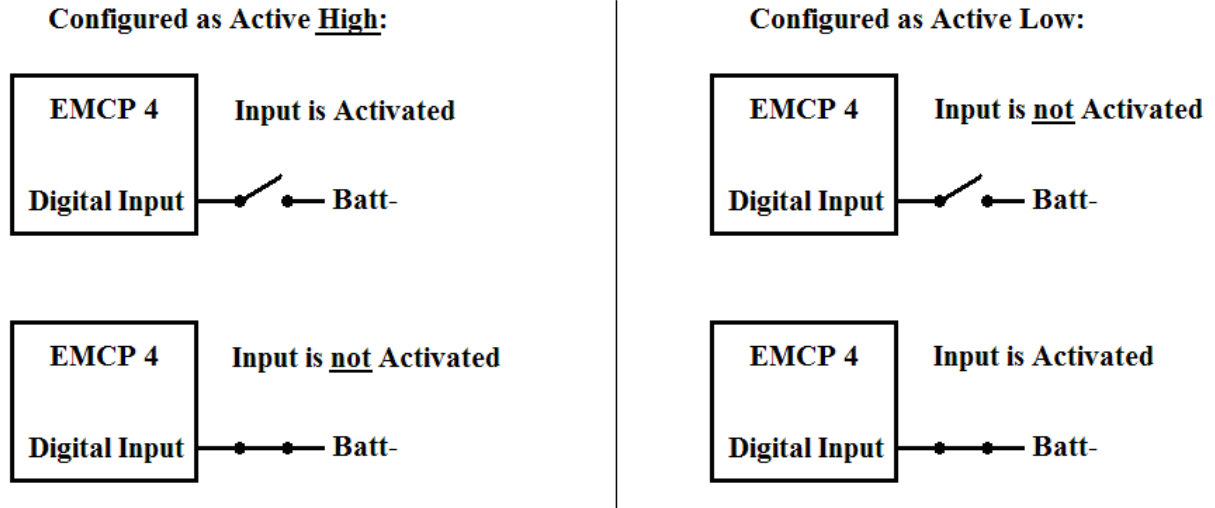 Configured as Active High:
EMCP 4
Input is Activated
Digital Input
Batt-
EMCP 4
Input is not Activated
Digital Input
Batt-
Configured as Active Low:
EMCP 4
Input is not Activated
Digital Input
Batt-
EMCP 4
Input is Activated
Digital Input
Batt-